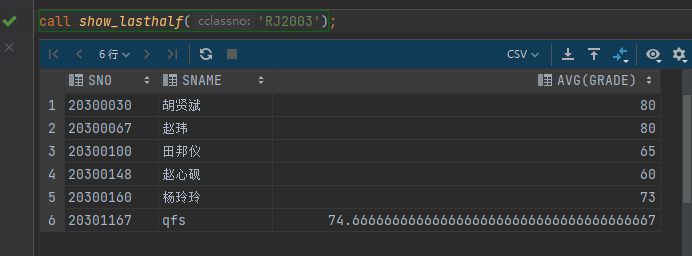 call show_lasthalf( cclassno: 'RJ2003');
6 行
CSV
SNO SNAME AVG(GRADE)
1 20300030 胡贤斌 80
2 20300067 赵玮 80
3 20300100 田邦仪 65
4 20300148 赵心砚 60
5 20300160 杨玲玲 73
6 20301167 qfs 74.6666666666666666666666666666666666667